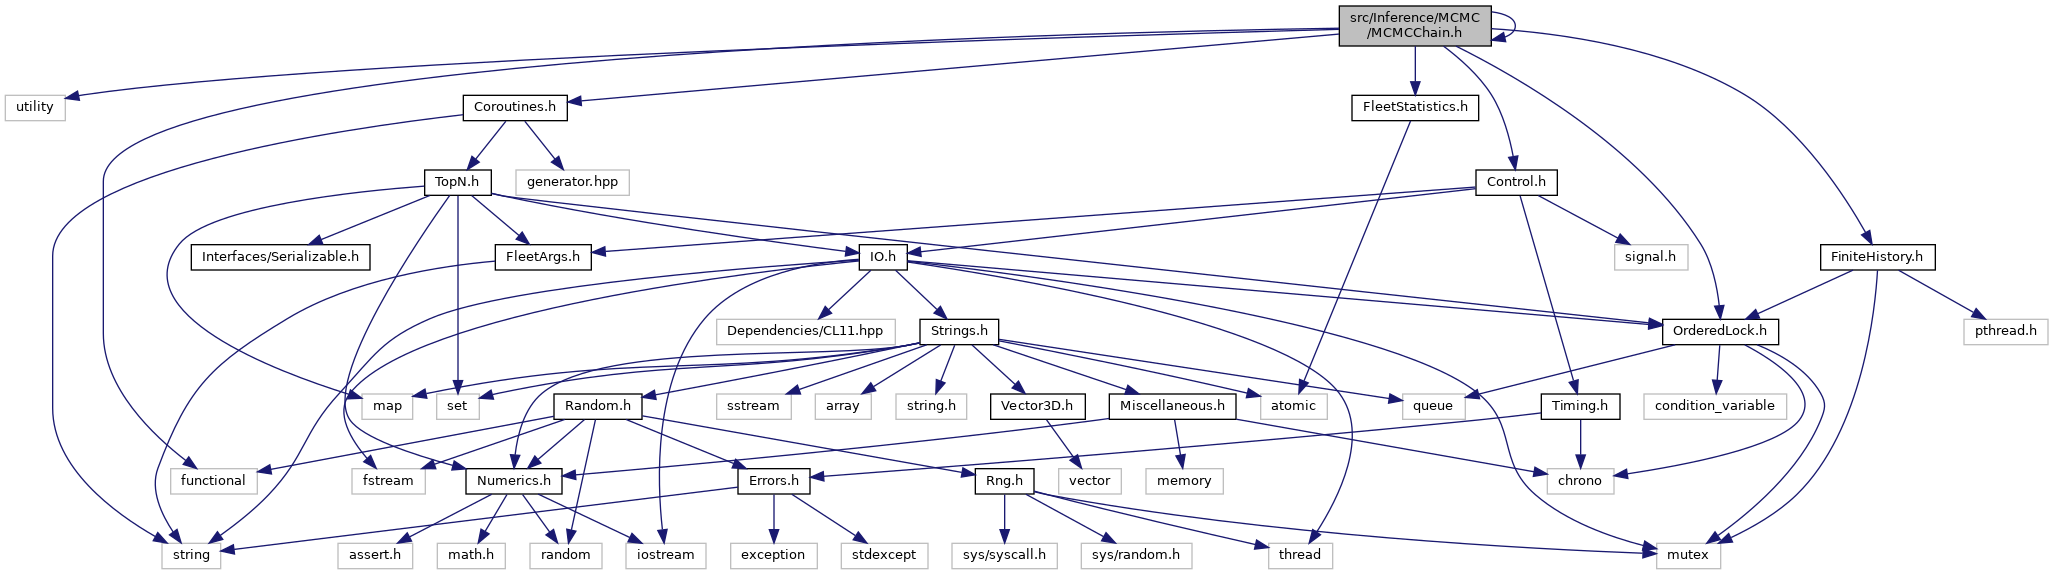 src/Inference/MCMC
/MCMCChain.h
utility
Coroutines.h
FleetStatistics.h
TopN.h
generator.hpp
Control.h
Interfaces/Serializable.h
FleetArgs.h
IO.h
signal.h
FiniteHistory.h
Dependencies/CL11.hpp
Strings.h
OrderedLock.h
pthread.h
map
set
Random.h
sstream
array
string.h
Vector3D.h
Miscellaneous.h
atomic
queue
Timing.h
condition_variable
functional
fstream
Numerics.h
Errors.h
Rng.h
vector
memory
chrono
string
assert.h
math.h
random
iostream
exception
stdexcept
sys/syscall.h
sys/random.h
thread
mutex